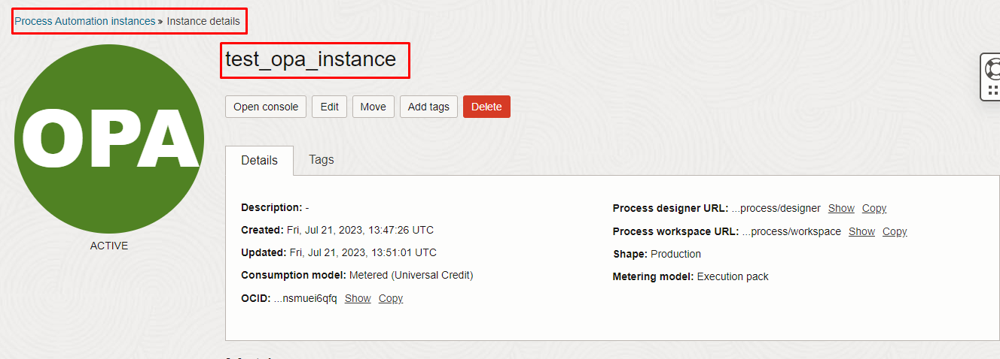 Process Automation instances » Instance details
OPA
ACTIVE
test_opa_instance
Open console Edit Move Add tags Delete
Details Tags
Description: -
Created: Fri, Jul 21, 2023, 13:47:26 UTC
Updated: Fri, Jul 21, 2023, 13:51:01 UTC
Consumption model: Metered (Universal Credit)
OCID: ...nsmuei6qfq Show Copy
Process designer URL: ...process/designer Show Copy
Process workspace URL: ...process/workspace Show Copy
Shape: Production
Metering model: Execution pack